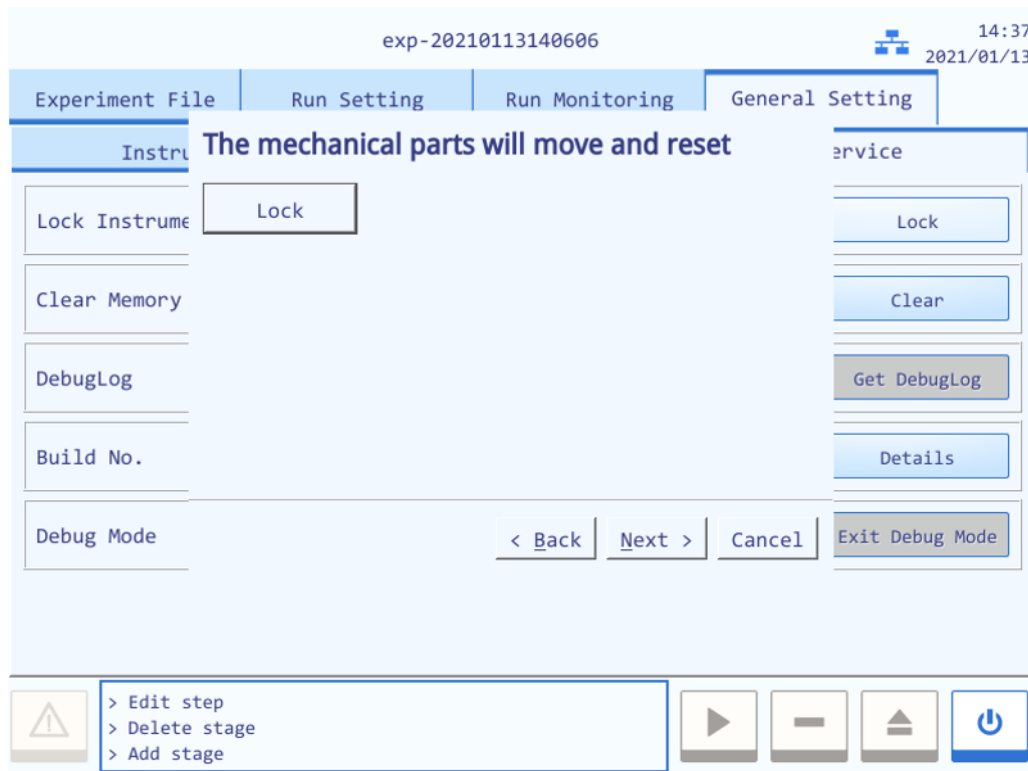 exp-20210113140606
14:37
2021/01/13
Experiment File
Run Setting
Run Monitoring
General Setting
Instru
ervice
The mechanical parts will move and reset
Lock
Lock Instrume
Lock
Clear Memory
Clear
DebugLog
Get DebugLog
Build No.
Details
Debug Mode
< Back
Next >
Cancel
Exit Debug Mode
> Edit step
> Delete stage
> Add stage